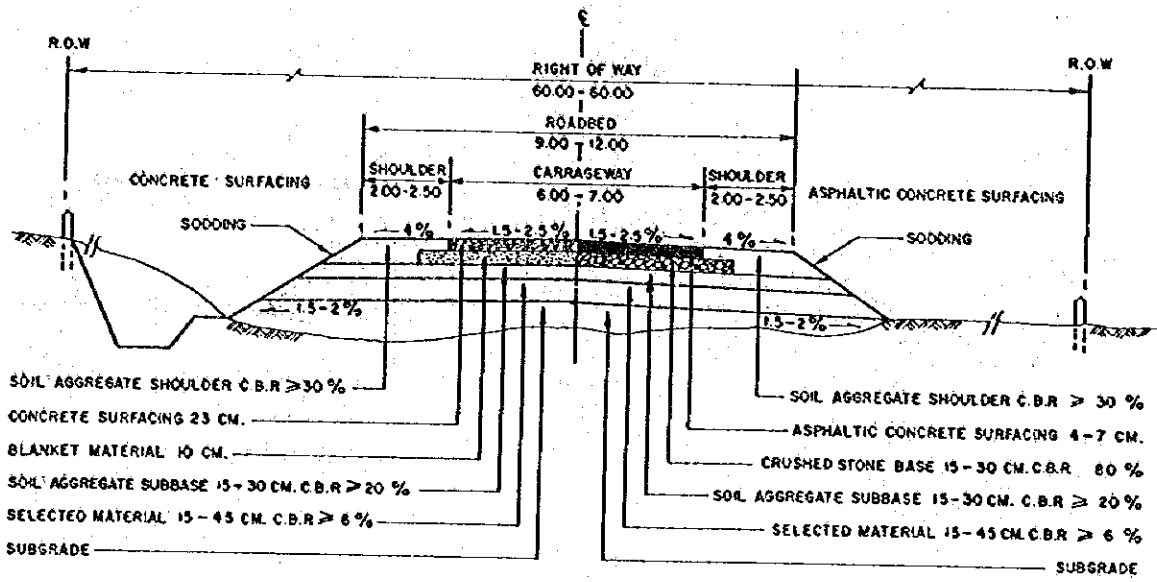 ℄
R.O.W
R.O.W
RIGHT OF WAY
60.00 - 60.00
ROADBED
9.00 - 12.00
SHOULDER
2.00-2.50
CARRAGEWAY
6.00 - 7.00
SHOULDER
2.00-2.50
CONCRETE SURFACING
ASPHALTIC CONCRETE SURFACING
SODDING
SODDING
4%
1.5-2.5%
1.5-2.5%
4%
1.5-2%
1.5-2%
SOIL AGGREGATE SHOULDER C.B.R ⩾ 30 %
CONCRETE SURFACING 23 CM.
BLANKET MATERIAL 10 CM.
SOIL AGGREGATE SUBBASE 15-30 CM. C.B.R ⩾ 20 %
SELECTED MATERIAL 15-45 CM. C.B.R ⩾ 6 %
SUBGRADE
SOIL AGGREGATE SHOULDER C.B.R ⩾ 30 %
ASPHALTIC CONCRETE SURFACING 4-7 CM.
CRUSHED STONE BASE 15-30 CM. C.B.R 80 %
SOIL AGGREGATE SUBBASE 15-30 CM. C.B.R ⩾ 20 %
SELECTED MATERIAL 15-45 CM. C.B.R ⩾ 6 %
SUBGRADE